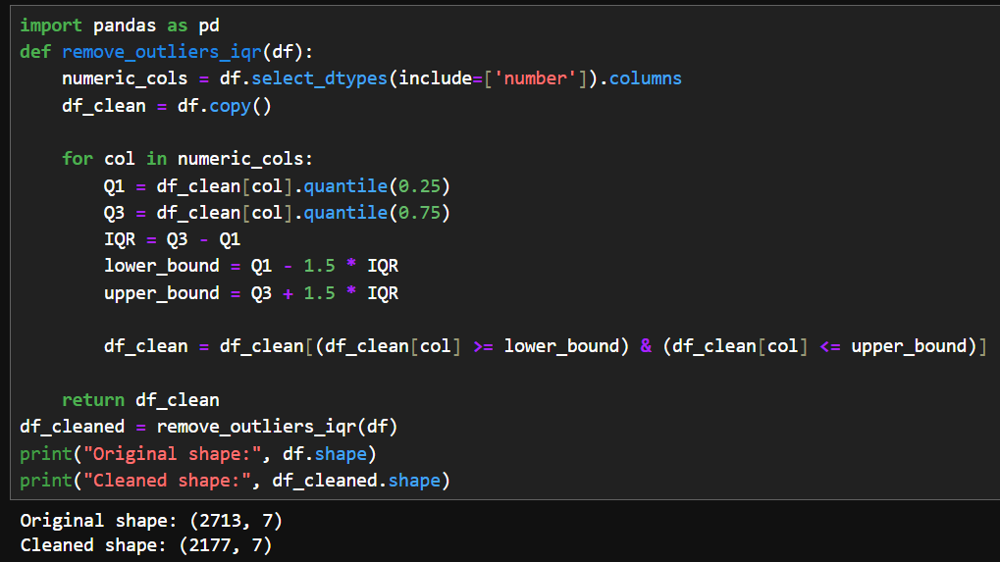 import pandas as pd
def remove_outliers_iqr(df):
    numeric_cols = df.select_dtypes(include=['number']).columns
    df_clean = df.copy()

    for col in numeric_cols:
        Q1 = df_clean[col].quantile(0.25)
        Q3 = df_clean[col].quantile(0.75)
        IQR = Q3 - Q1
        lower_bound = Q1 - 1.5 * IQR
        upper_bound = Q3 + 1.5 * IQR

        df_clean = df_clean[(df_clean[col] >= lower_bound) & (df_clean[col] <= upper_bound)]

    return df_clean
df_cleaned = remove_outliers_iqr(df)
print("Original shape:", df.shape)
print("Cleaned shape:", df_cleaned.shape)
Original shape: (2713, 7)
Cleaned shape: (2177, 7)